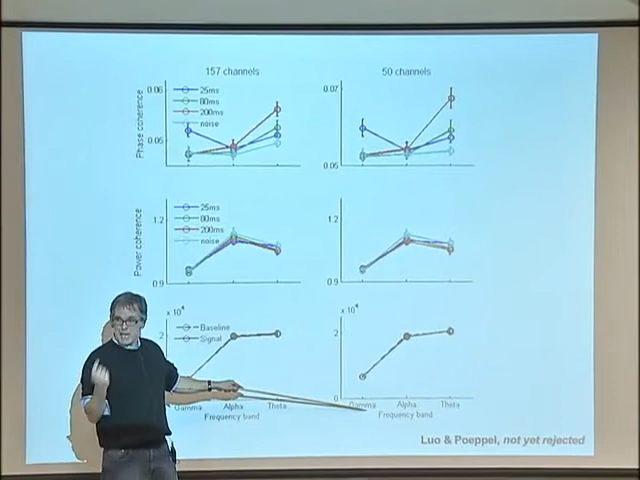 157 channels
50 channels
Phase coherence
0.06
0.05
25ms
80ms
200ms
noise
0.07
0.05
Power coherence
1.2
0.9
25ms
80ms
200ms
noise
1.2
0.9
x 10⁴
2
Baseline
Signal
x 10⁴
2
0
Gamma
Alpha
Theta
Frequency band
Gamma
Alpha
Theta
Frequency band
Luo & Poeppel, not yet rejected